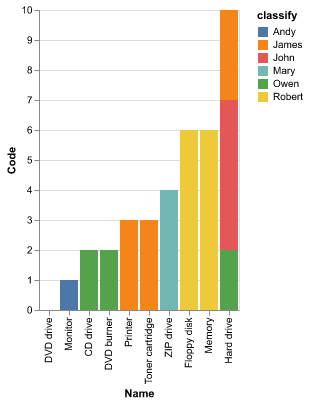 classify
Andy
James
John
Mary
Owen
Robert
10
9
8
7
6
5
4
3
2
1
0
Code
DVD drive
Monitor
CD drive
DVD burner
Printer
Toner cartridge
ZIP drive
Floppy disk
Memory
Hard drive
Name